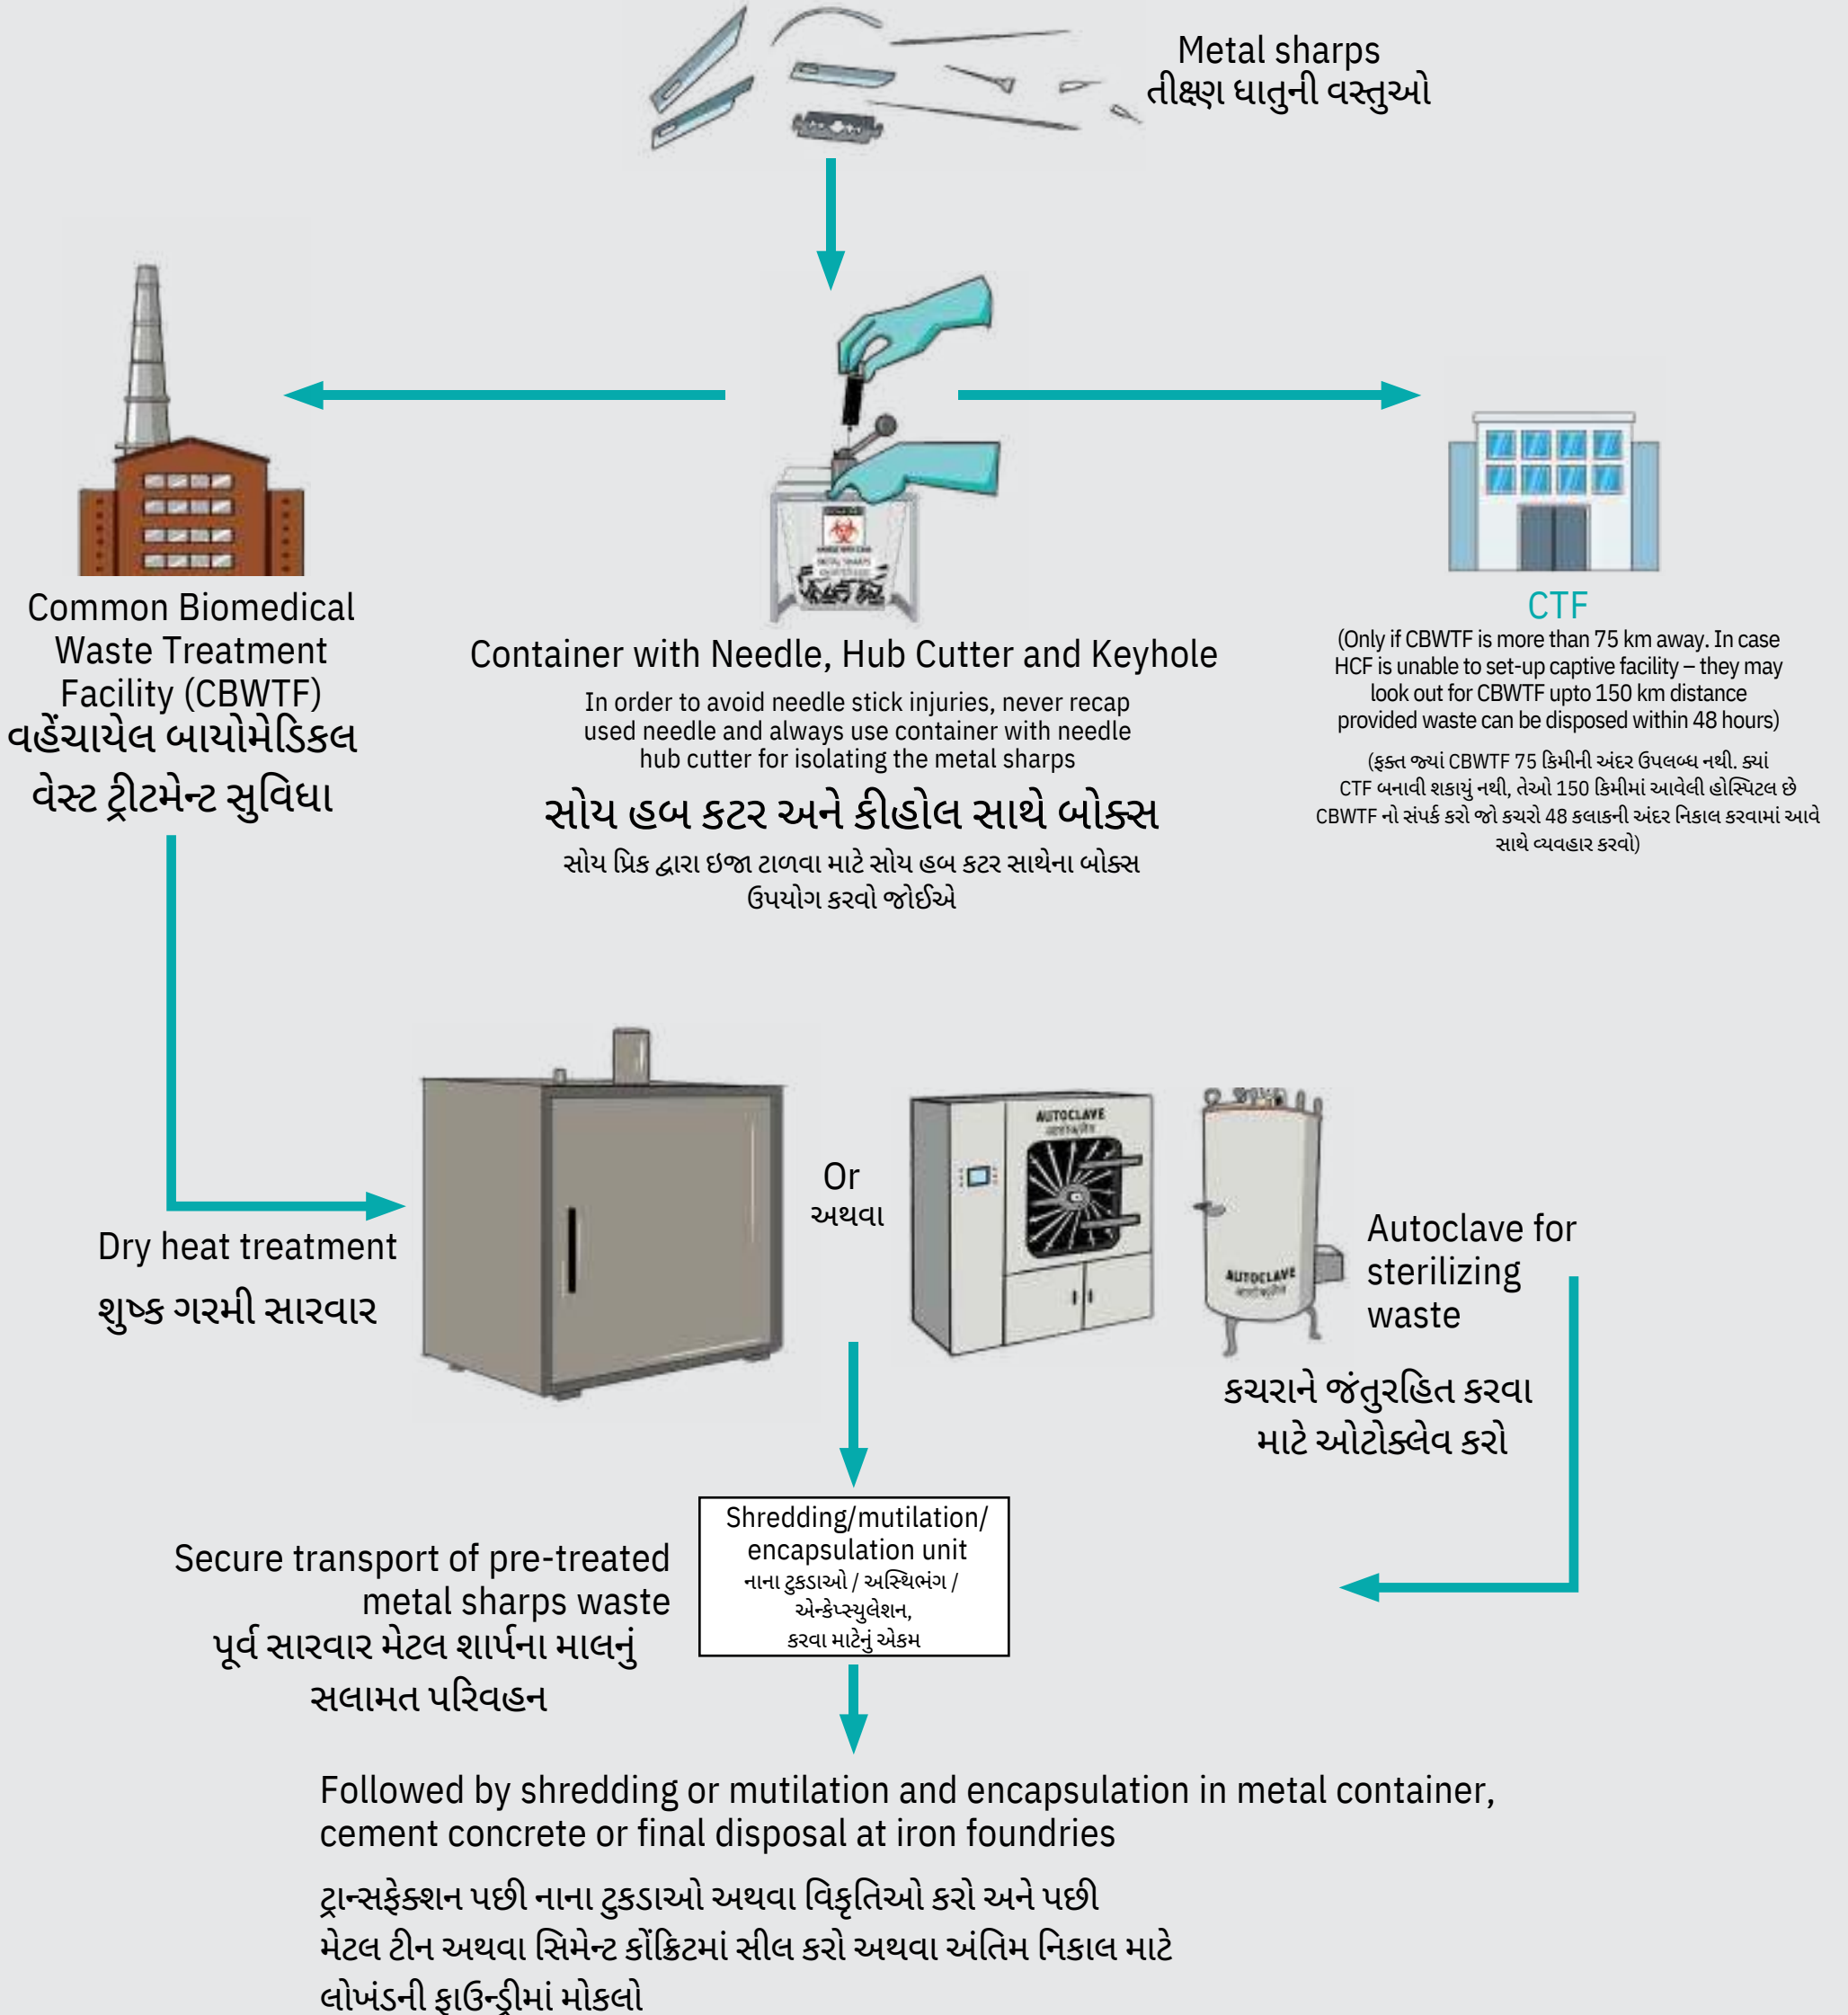 Metal sharps
તીક્ષ્ણ ધાતુની વસ્તુઓ
Common Biomedical
Waste Treatment
Facility (CBWTF)
વહેંચાયેલ બાયોમેડિકલ
વેસ્ટ ટ્રીટમેન્ટ સુવિધા
METAL SHARPS
Container with Needle, Hub Cutter and Keyhole
In order to avoid needle stick injuries, never recap
used needle and always use container with needle
hub cutter for isolating the metal sharps
સોય હબ કટર અને કીહોલ સાથે બોક્સ
સોય પ્રિક દ્વારા ઇજા ટાળવા માટે સોય હબ કટર સાથેના બોક્સ
ઉપયોગ કરવો જોઈએ
CTF
(Only if CBWTF is more than 75 km away. In case
HCF is unable to set-up captive facility – they may
look out for CBWTF upto 150 km distance
provided waste can be disposed within 48 hours)
(ફક્ત જ્યાં CBWTF 75 કિમીની અંદર ઉપલબ્ધ નથી. ક્યાં
CTF બનાવી શકાયું નથી, તેઓ 150 કિમીમાં આવેલી હોસ્પિટલ છે
CBWTF નો સંપર્ક કરો જો કચરો 48 કલાકની અંદર નિકાલ કરવામાં આવે
સાથે વ્યવહાર કરવો)
Dry heat treatment
શુષ્ક ગરમી સારવાર
Or
અથવા
AUTOCLAVE
AUTOCLAVE
Autoclave for
sterilizing
waste
કચરાને જંતુરહિત કરવા
માટે ઓટોક્લેવ કરો
Secure transport of pre-treated
metal sharps waste
પૂર્વ સારવાર મેટલ શાર્પના માલનું
સલામત પરિવહન
Shredding/mutilation/
encapsulation unit
નાના ટુકડાઓ / અસ્થિભંગ /
એન્કેપ્સ્યુલેશન,
કરવા માટેનું એકમ
Followed by shredding or mutilation and encapsulation in metal container,
cement concrete or final disposal at iron foundries
ટ્રાન્સફેક્શન પછી નાના ટુકડાઓ અથવા વિકૃતિઓ કરો અને પછી
મેટલ ટીન અથવા સિમેન્ટ કોંક્રિટમાં સીલ કરો અથવા અંતિમ નિકાલ માટે
લોખંડની ફાઉન્ડ્રીમાં મોકલો